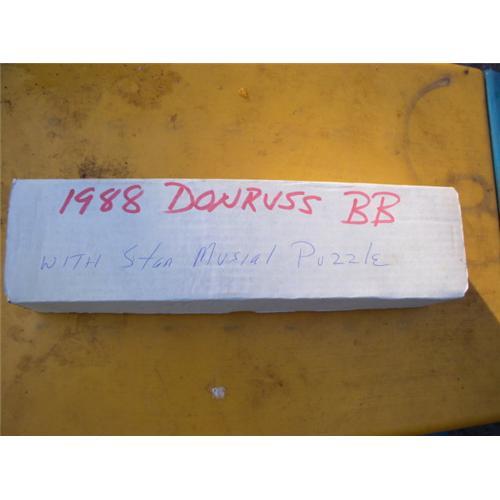 1988 DONRUSS BB
WITH Stan Musial Puzzle